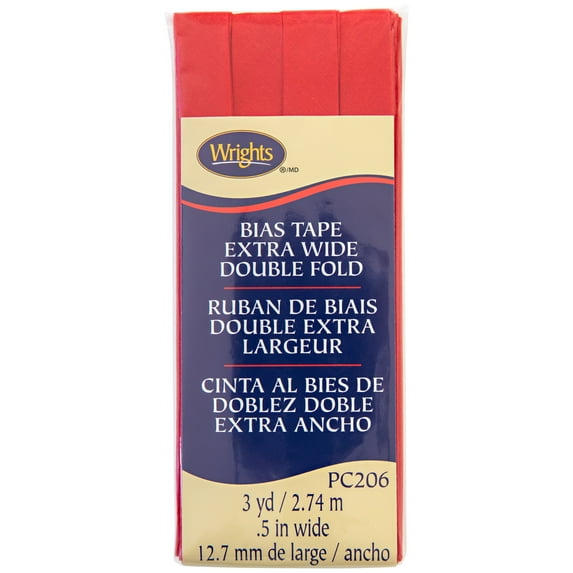 Wrights
®/MD
BIAS TAPE
EXTRA WIDE
DOUBLE FOLD
RUBAN DE BIAIS
DOUBLE EXTRA
LARGEUR
CINTA AL BIES DE
DOBLEZ DOBLE
EXTRA ANCHO
PC206
3 yd / 2.74 m
.5 in wide
12.7 mm de large / ancho